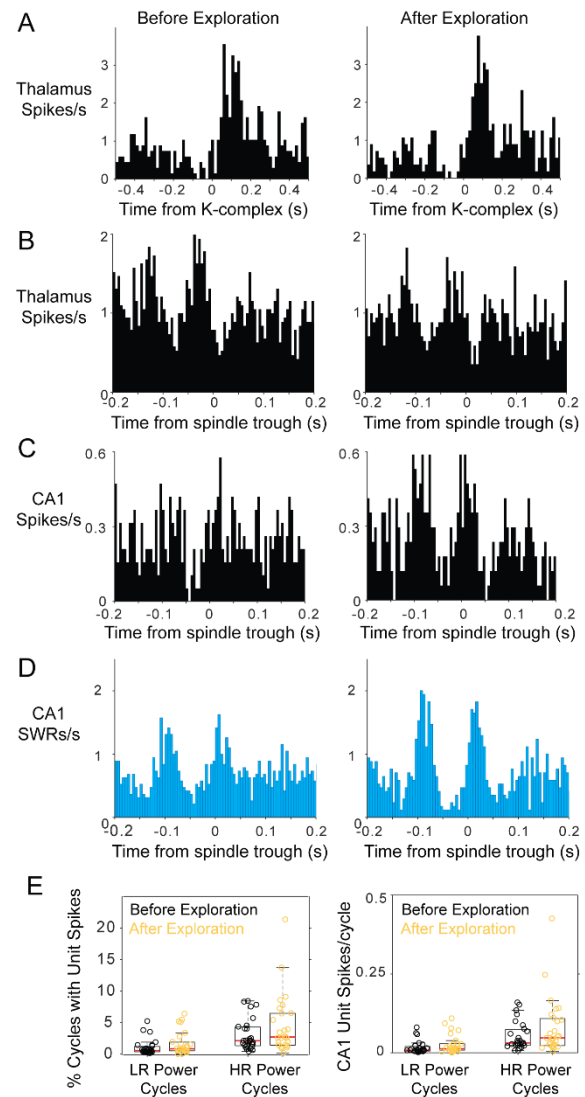 Before Exploration After Exploration
A
Thalamus
Spikes/s
3
2
1
0
3
2
1
0
-0.4 -0.2 0 0.2 0.4
-0.4 -0.2 0 0.2 0.4
Time from K-complex (s) Time from K-complex (s)
B
Thalamus
Spikes/s
2
1
0
2
1
0
-0.2 -0.1 0 0.1 0.2
-0.2 -0.1 0 0.1 0.2
Time from spindle trough (s) Time from spindle trough (s)
C
CA1
Spikes/s
0.6
0.3
0
0.6
0.3
0
-0.2 -0.1 0 0.1 0.2
-0.2 -0.1 0 0.1 0.2
Time from spindle trough (s) Time from spindle trough (s)
D
CA1
SWRs/s
2
1
0
2
1
0
-0.2 -0.1 0 0.1 0.2
-0.2 -0.1 0 0.1 0.2
Time from spindle trough (s) Time from spindle trough (s)
E
% Cycles with Unit Spikes
25
20
15
10
5
0
Before Exploration
After Exploration
LR Power HR Power
Cycles Cycles
CA1 Unit Spikes/cycle
0.5
0.25
0
Before Exploration
After Exploration
LR Power HR Power
Cycles Cycles